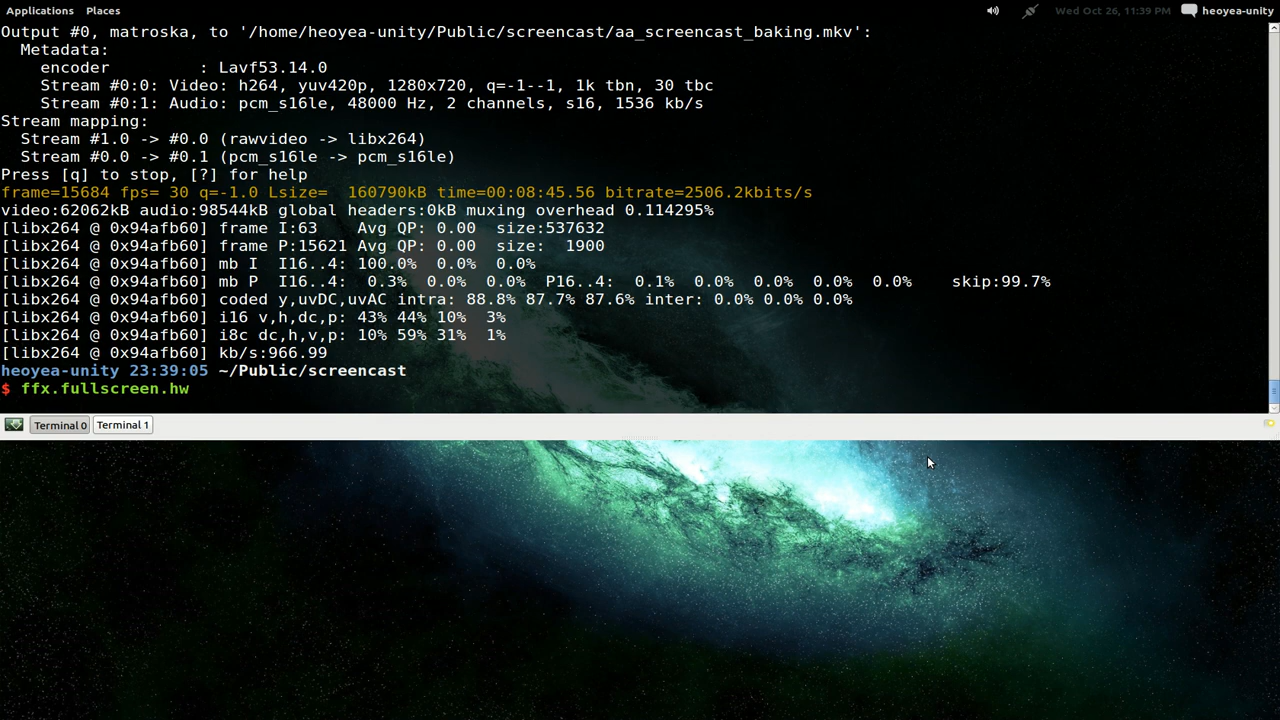 Applications Places Wed Oct 26, 11:39 PM heoyea-unity
Output #0, matroska, to '/home/heoyea-unity/Public/screencast/aa_screencast_baking.mkv':
Metadata:
encoder : Lavf53.14.0
Stream #0:0: Video: h264, yuv420p, 1280x720, q=-1--1, 1k tbn, 30 tbc
Stream #0:1: Audio: pcm_s16le, 48000 Hz, 2 channels, s16, 1536 kb/s
Stream mapping:
Stream #1.0 -> #0.0 (rawvideo -> libx264)
Stream #0.0 -> #0.1 (pcm_s16le -> pcm_s16le)
Press [q] to stop, [?] for help
frame=15684 fps= 30 q=-1.0 Lsize=  160790kB time=00:08:45.56 bitrate=2506.2kbits/s
video:62062kB audio:98544kB global headers:0kB muxing overhead 0.114295%
[libx264 @ 0x94afb60] frame I:63    Avg QP: 0.00  size:537632
[libx264 @ 0x94afb60] frame P:15621 Avg QP: 0.00  size:  1900
[libx264 @ 0x94afb60] mb I  I16..4: 100.0%  0.0%  0.0%
[libx264 @ 0x94afb60] mb P  I16..4:  0.3%  0.0%  0.0%  P16..4:  0.1%  0.0%  0.0%  0.0%  0.0%    skip:99.7%
[libx264 @ 0x94afb60] coded y,uvDC,uvAC intra: 88.8% 87.7% 87.6% inter: 0.0% 0.0% 0.0%
[libx264 @ 0x94afb60] i16 v,h,dc,p: 43% 44% 10%  3%
[libx264 @ 0x94afb60] i8c dc,h,v,p: 10% 59% 31%  1%
[libx264 @ 0x94afb60] kb/s:966.99
heoyea-unity 23:39:05 ~/Public/screencast
$ ffx.fullscreen.hw
Terminal 0 Terminal 1